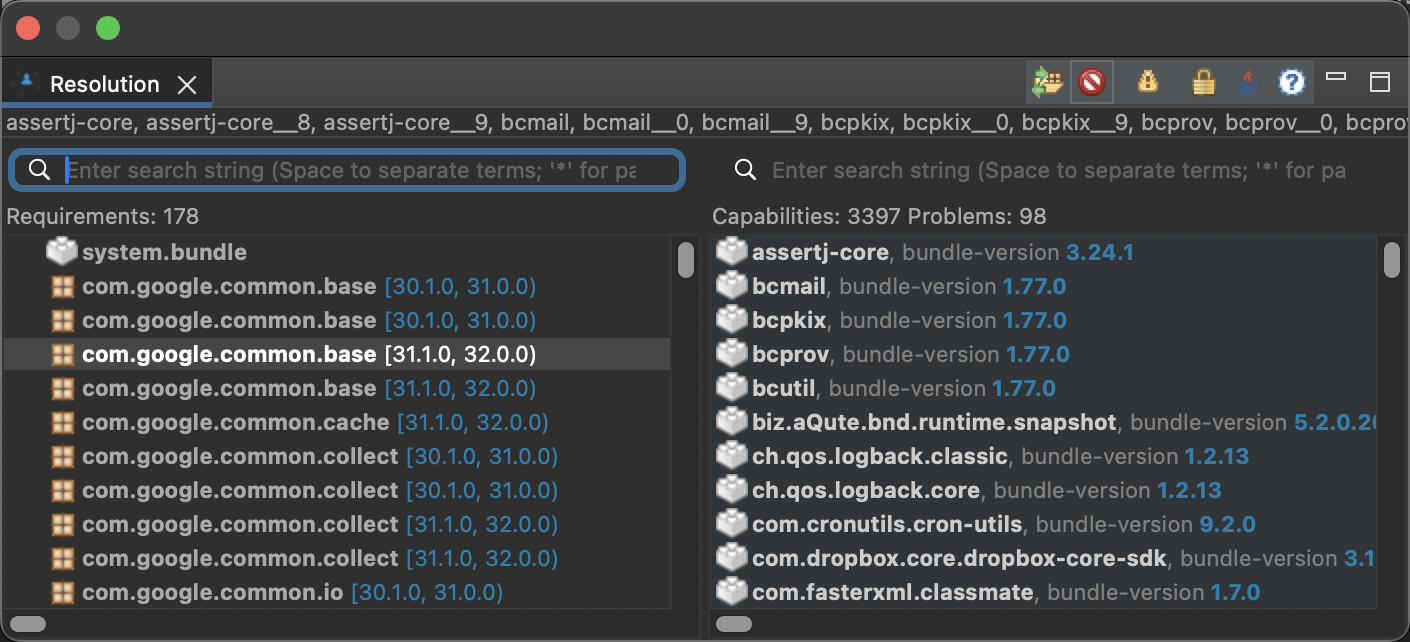 Resolution
assertj-core, assertj-core__8, assertj-core__9, bcmail, bcmail__0, bcmail__9, bcpkix, bcpkix__0, bcpkix__9, bcprov, bcprov__0, bcprov
Enter search string (Space to separate terms; '*' for pa
Enter search string (Space to separate terms; '*' for pa
Requirements: 178
Capabilities: 3397 Problems: 98
system.bundle
com.google.common.base [30.1.0, 31.0.0)
com.google.common.base [30.1.0, 31.0.0)
com.google.common.base [31.1.0, 32.0.0)
com.google.common.base [31.1.0, 32.0.0)
com.google.common.cache [31.1.0, 32.0.0)
com.google.common.collect [30.1.0, 31.0.0)
com.google.common.collect [30.1.0, 31.0.0)
com.google.common.collect [31.1.0, 32.0.0)
com.google.common.collect [31.1.0, 32.0.0)
com.google.common.io [30.1.0, 31.0.0)
assertj-core, bundle-version 3.24.1
bcmail, bundle-version 1.77.0
bcpkix, bundle-version 1.77.0
bcprov, bundle-version 1.77.0
bcutil, bundle-version 1.77.0
biz.aQute.bnd.runtime.snapshot, bundle-version 5.2.0.20
ch.qos.logback.classic, bundle-version 1.2.13
ch.qos.logback.core, bundle-version 1.2.13
com.cronutils.cron-utils, bundle-version 9.2.0
com.dropbox.core.dropbox-core-sdk, bundle-version 3.1
com.fasterxml.classmate, bundle-version 1.7.0